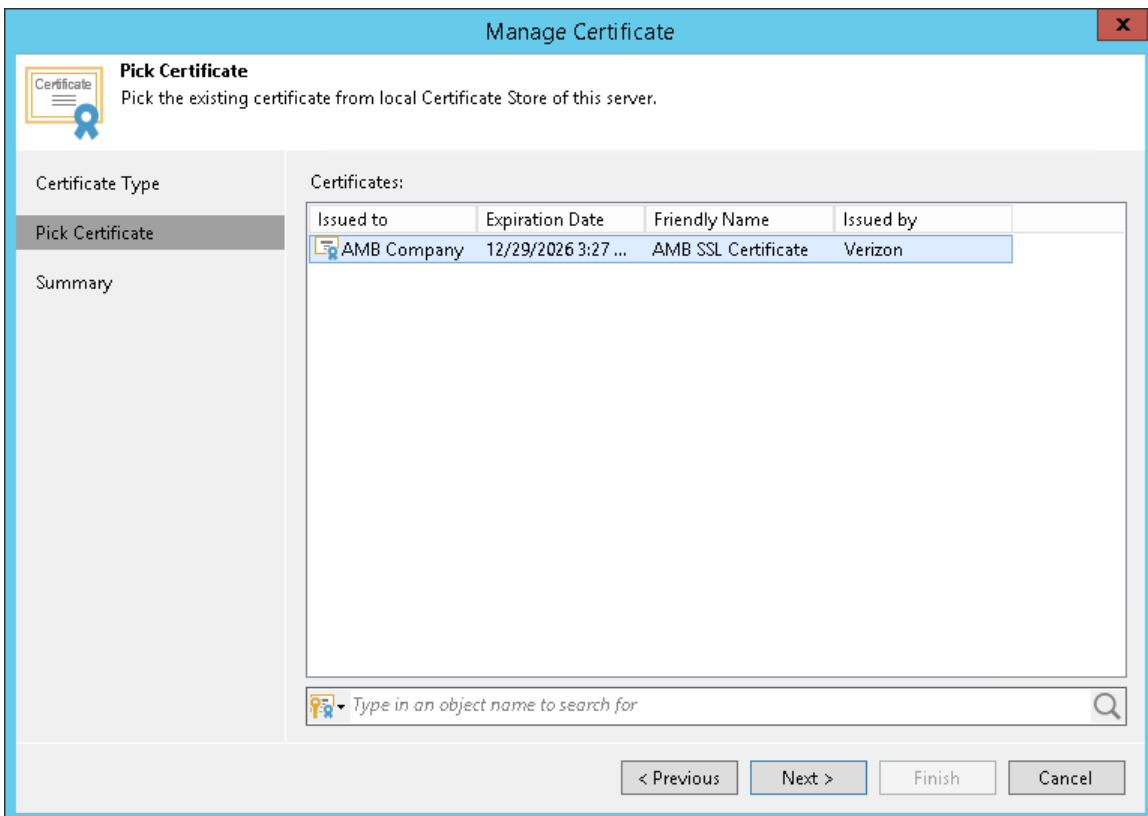 Manage Certificate
x
Certificate
Pick Certificate
Pick the existing certificate from local Certificate Store of this server.
Certificate Type
Pick Certificate
Summary
Certificates:
Issued to Expiration Date Friendly Name Issued by
AMB Company 12/29/2026 3:27 ... AMB SSL Certificate Verizon
Type in an object name to search for
< Previous Next > Finish Cancel